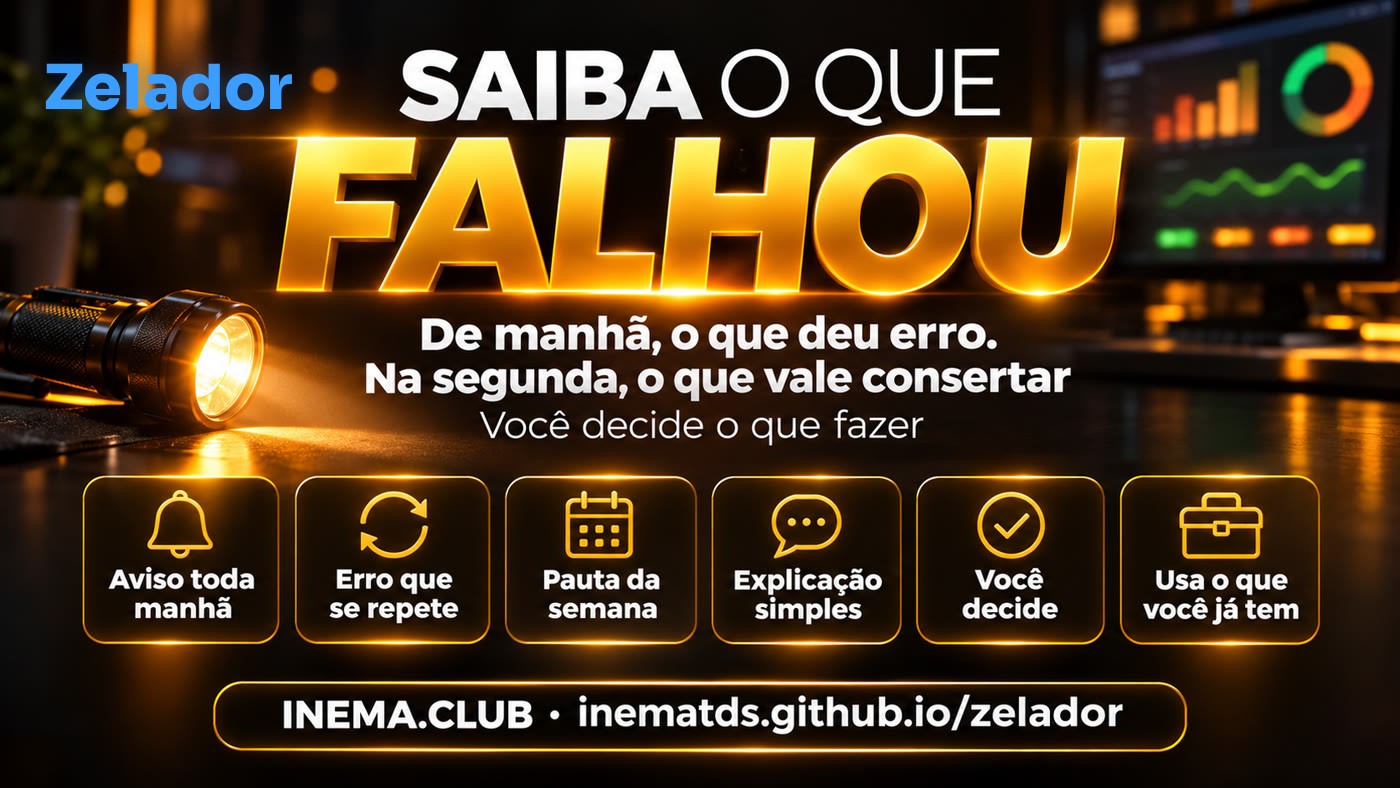 Zelador
SAIBA O QUE
FALHOU
De manhã, o que deu erro.
Na segunda, o que vale consertar
Você decide o que fazer
Aviso toda
manhã
Erro que
se repete
Pauta da
semana
Explicação
simples
Você
decide
Usa o que
você já tem
INEMA.CLUB • inematds.github.io/zelador